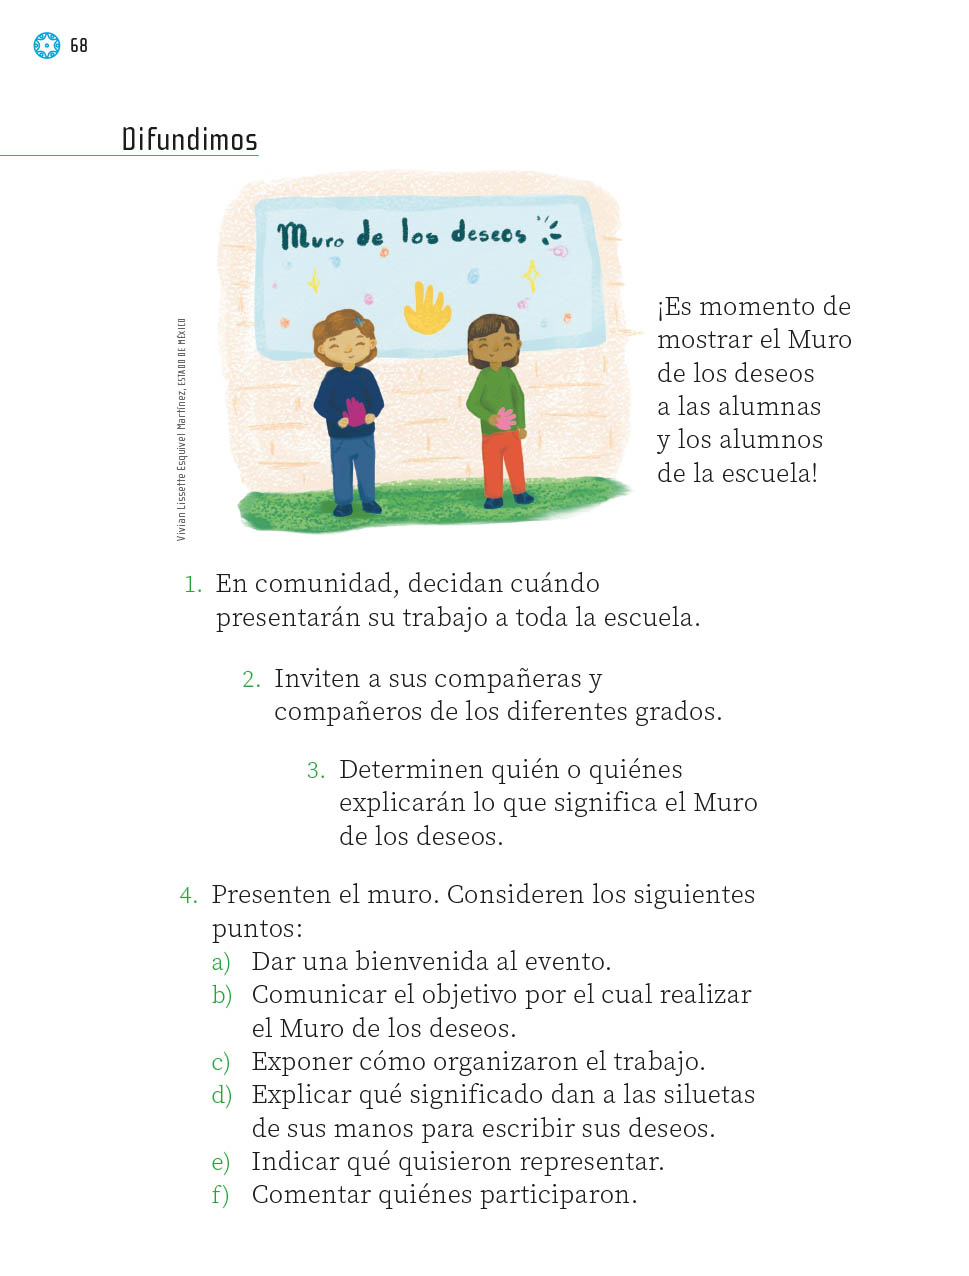 68
Difundimos
Muro de los deseos
Vivian Lissette Esquivel Martínez, ESTADO DE MÉXICO
¡Es momento de
mostrar el Muro
de los deseos
a las alumnas
y los alumnos
de la escuela!
1. En comunidad, decidan cuándo
presentarán su trabajo a toda la escuela.
2. Inviten a sus compañeras y
compañeros de los diferentes grados.
3. Determinen quién o quiénes
explicarán lo que significa el Muro
de los deseos.
4. Presenten el muro. Consideren los siguientes
puntos:
a) Dar una bienvenida al evento.
b) Comunicar el objetivo por el cual realizar
el Muro de los deseos.
c) Exponer cómo organizaron el trabajo.
d) Explicar qué significado dan a las siluetas
de sus manos para escribir sus deseos.
e) Indicar qué quisieron representar.
f) Comentar quiénes participaron.